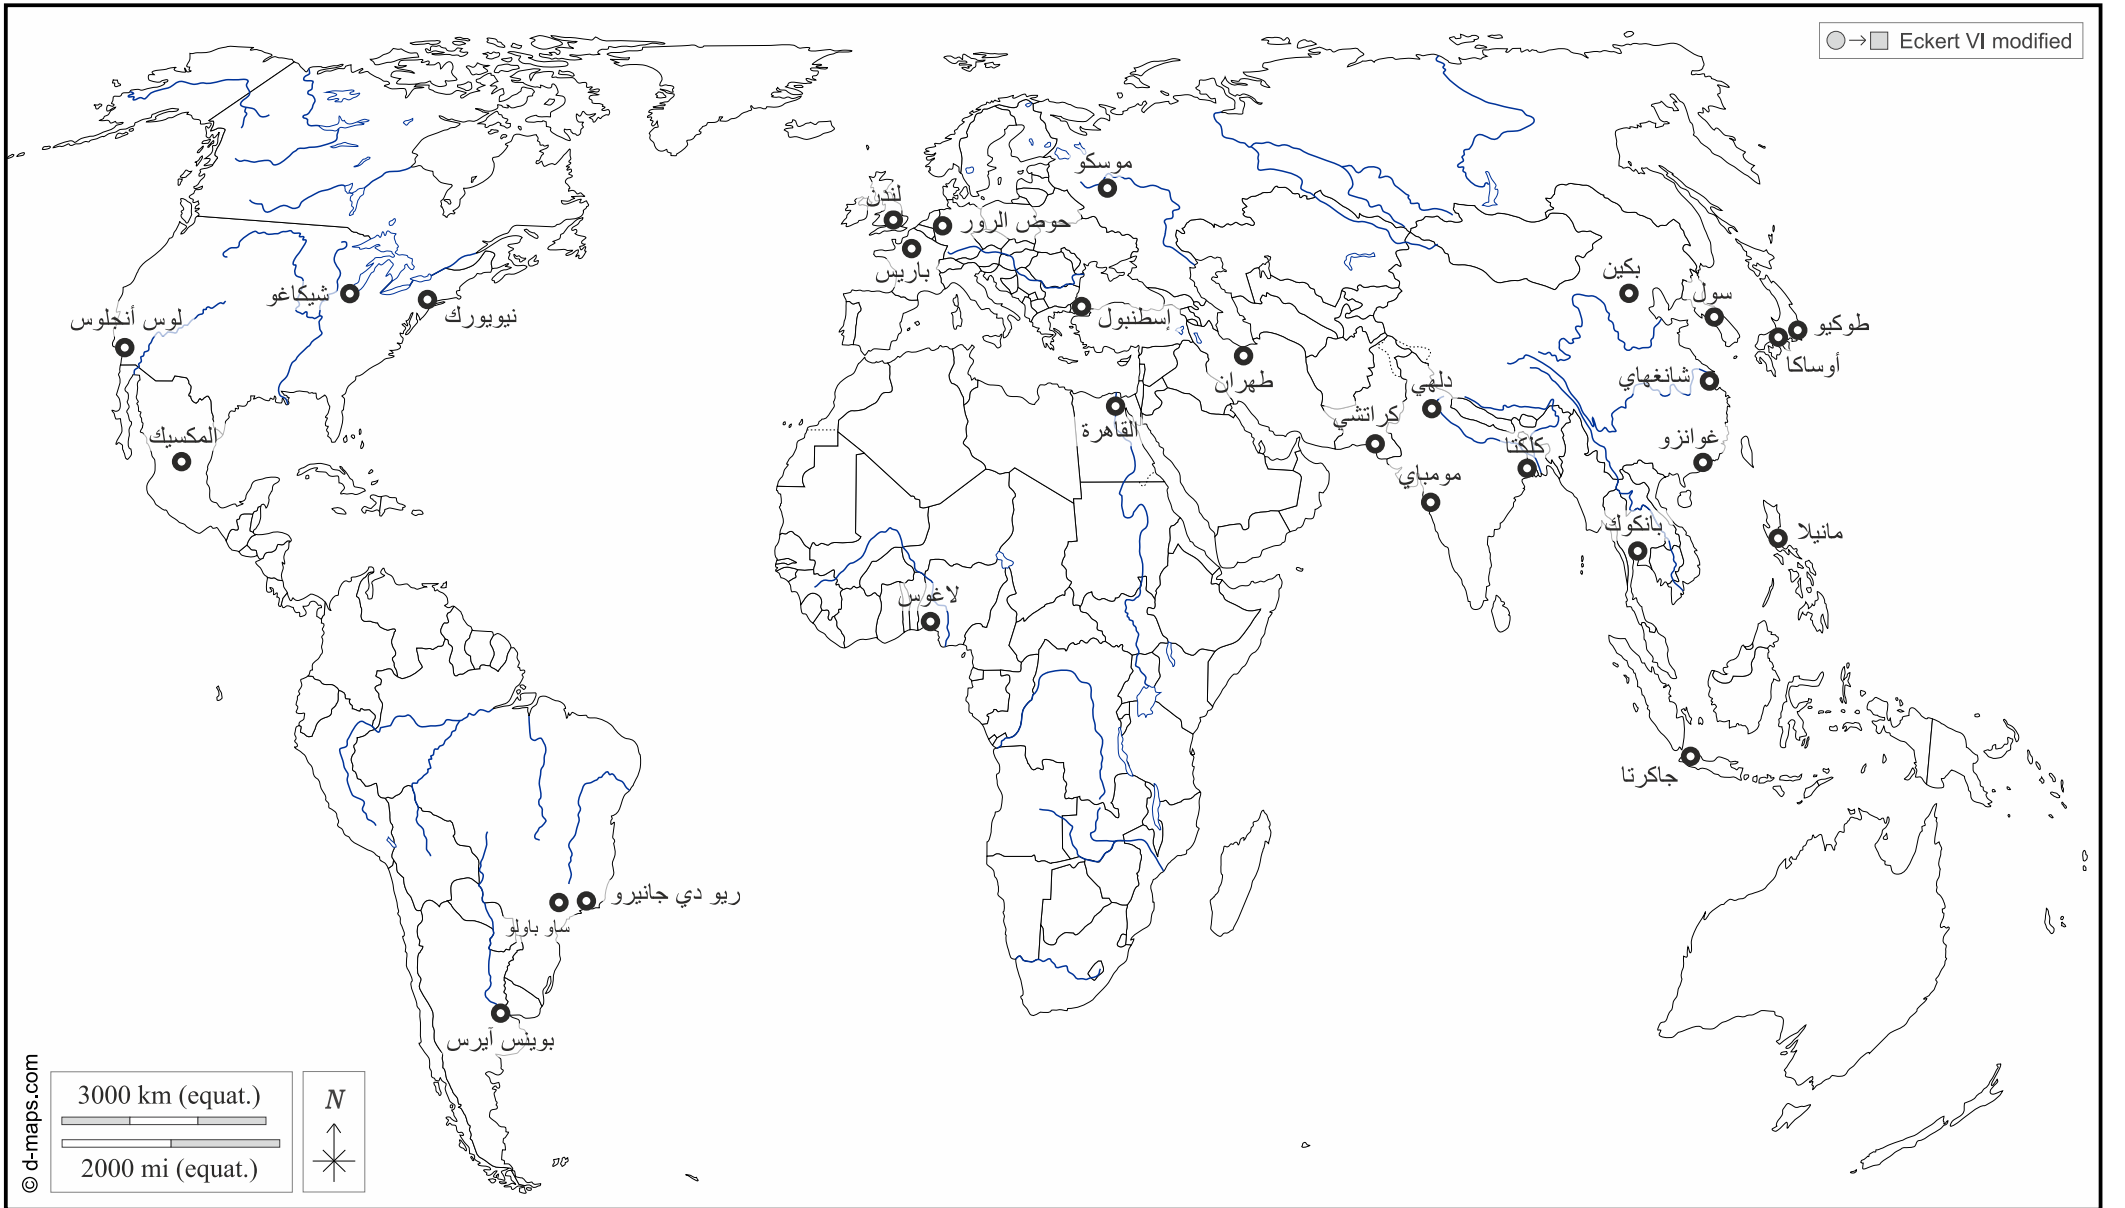 Eckert VI modified
موسكو
لندن
حوض الرور
باريس
بكين
سول
شيكاغو
نيويورك
لوس أنجلوس
إسطنبول
طوكيو
أوساكا
طهران
دلهي
شانغهاي
كراتشي
القاهرة
المكسيك
غوانزو
كلكتا
مومباي
بانكوك
مانيلا
لاغوس
جاكرتا
ريو دي جانيرو
ساو باولو
بوينس آيرس
3000 km (equat.)
2000 mi (equat.)
N
© d-maps.com